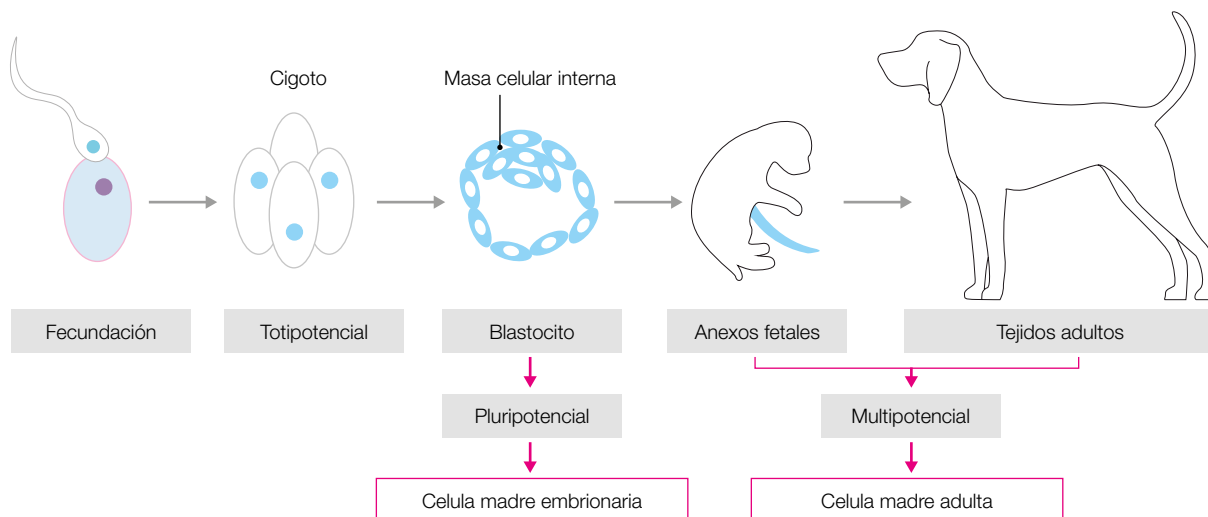 Cigoto
Masa celular interna
Fecundación
Totipotencial
Blastocito
Anexos fetales
Tejidos adultos
Pluripotencial
Multipotencial
Celula madre embrionaria
Celula madre adulta